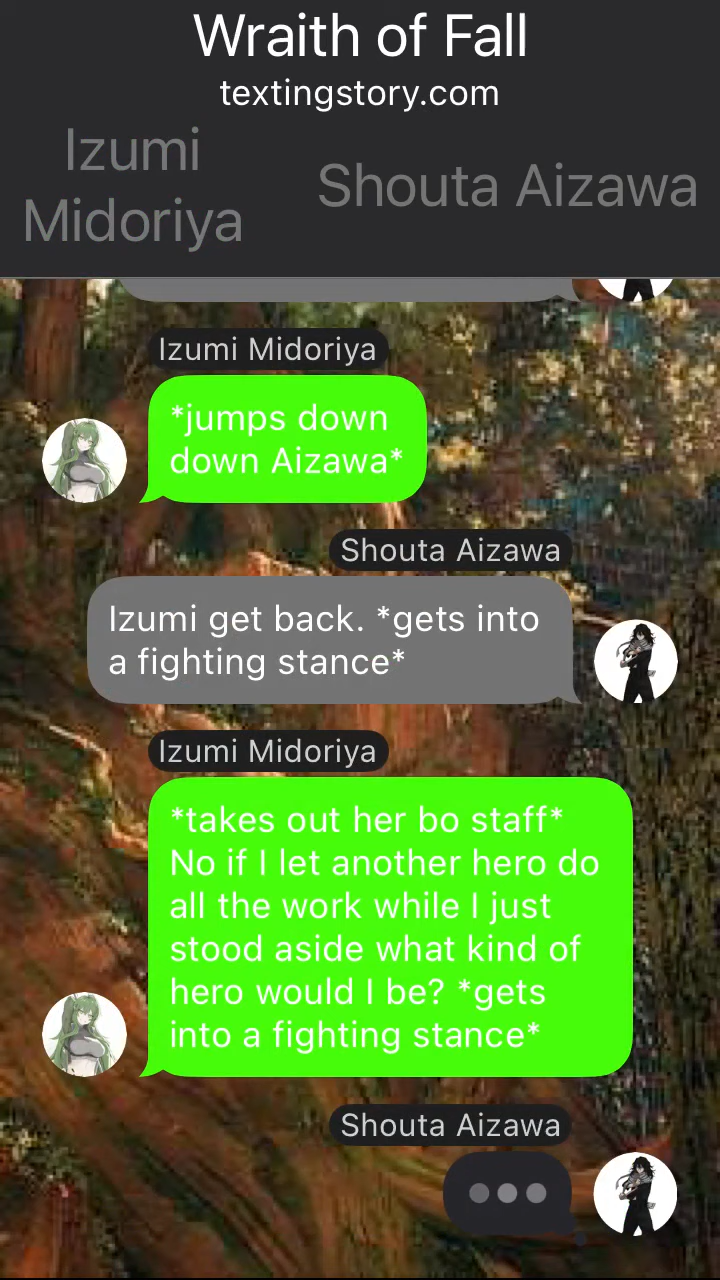 Wraith of Fall
textingstory.com
Izumi
Midoriya
Shouta Aizawa
Izumi Midoriya
*jumps down
down Aizawa*
Shouta Aizawa
Izumi get back. *gets into
a fighting stance*
Izumi Midoriya
*takes out her bo staff*
No if I let another hero do
all the work while I just
stood aside what kind of
hero would I be? *gets
into a fighting stance*
Shouta Aizawa